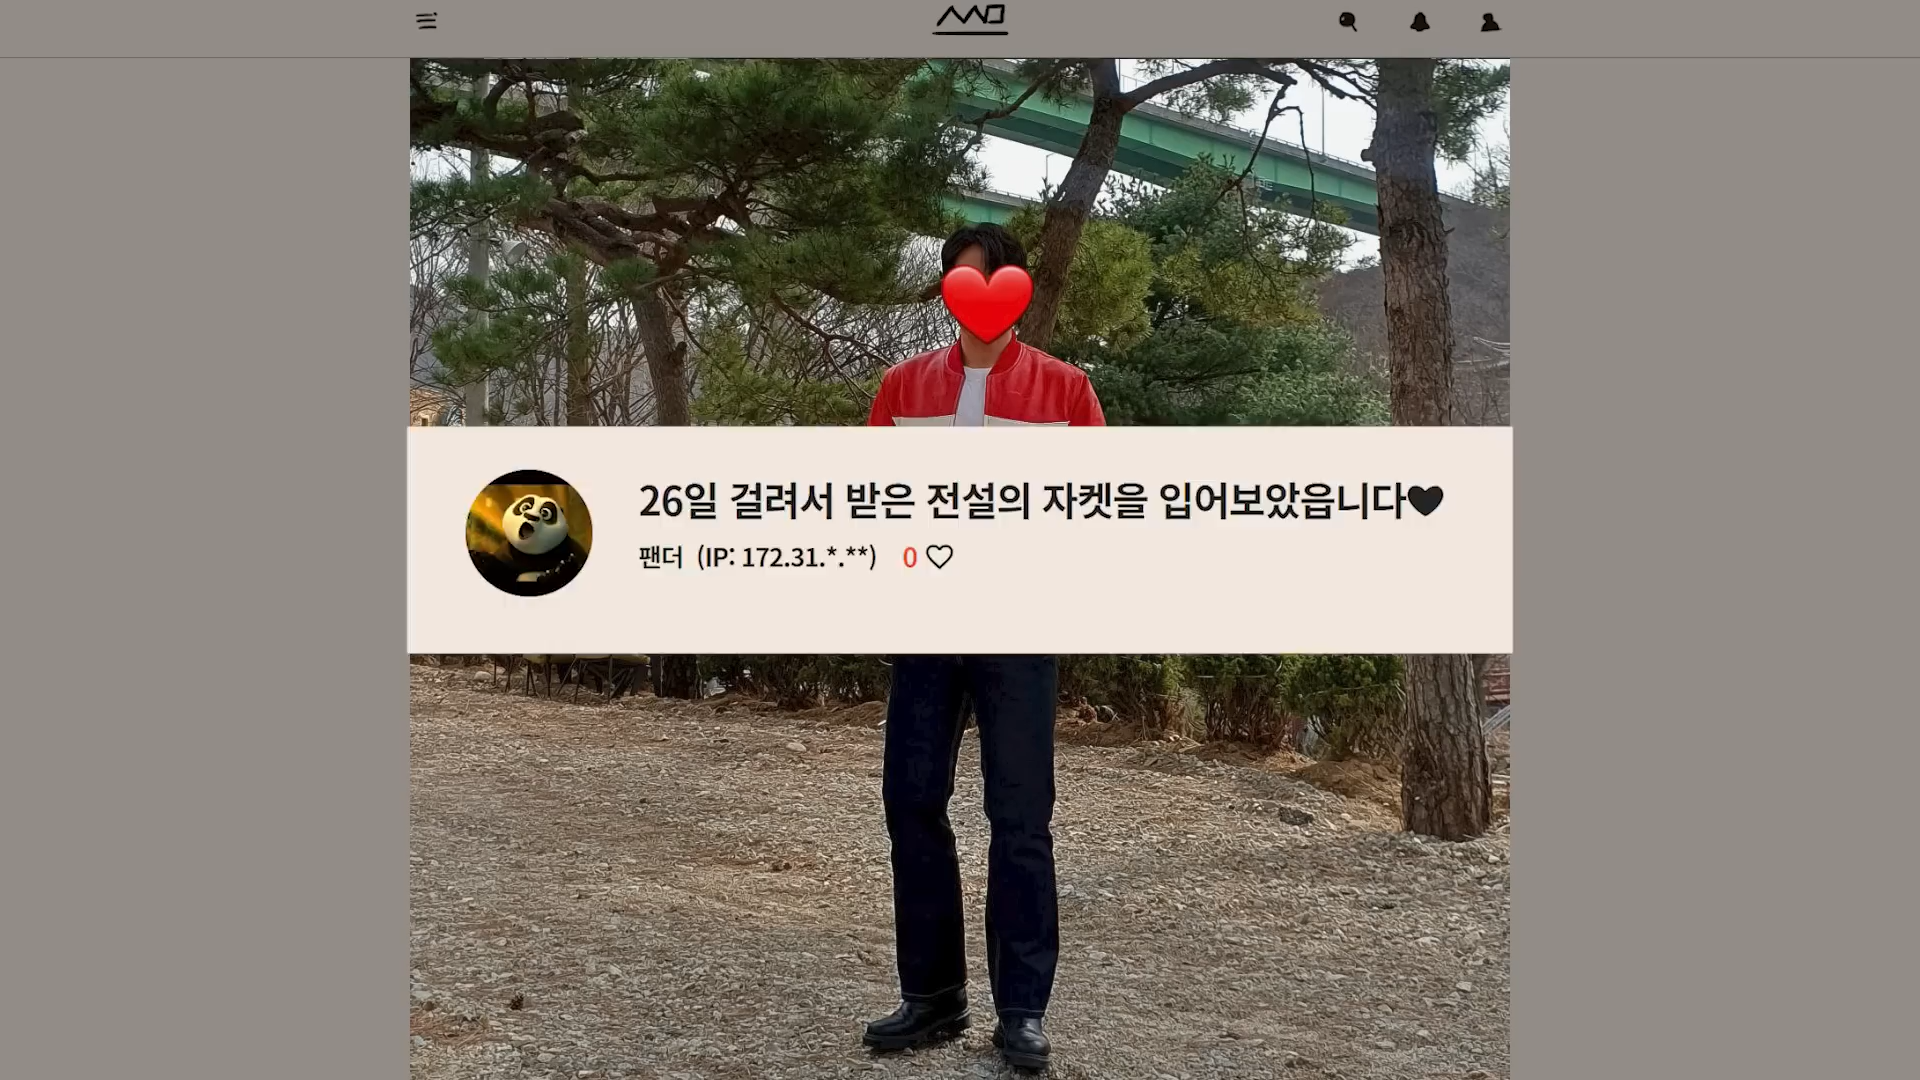 26일 걸려서 받은 전설의 자켓을 입어보았읍니다🖤
팬더 (IP: 172.31.*.**) 0 ♡